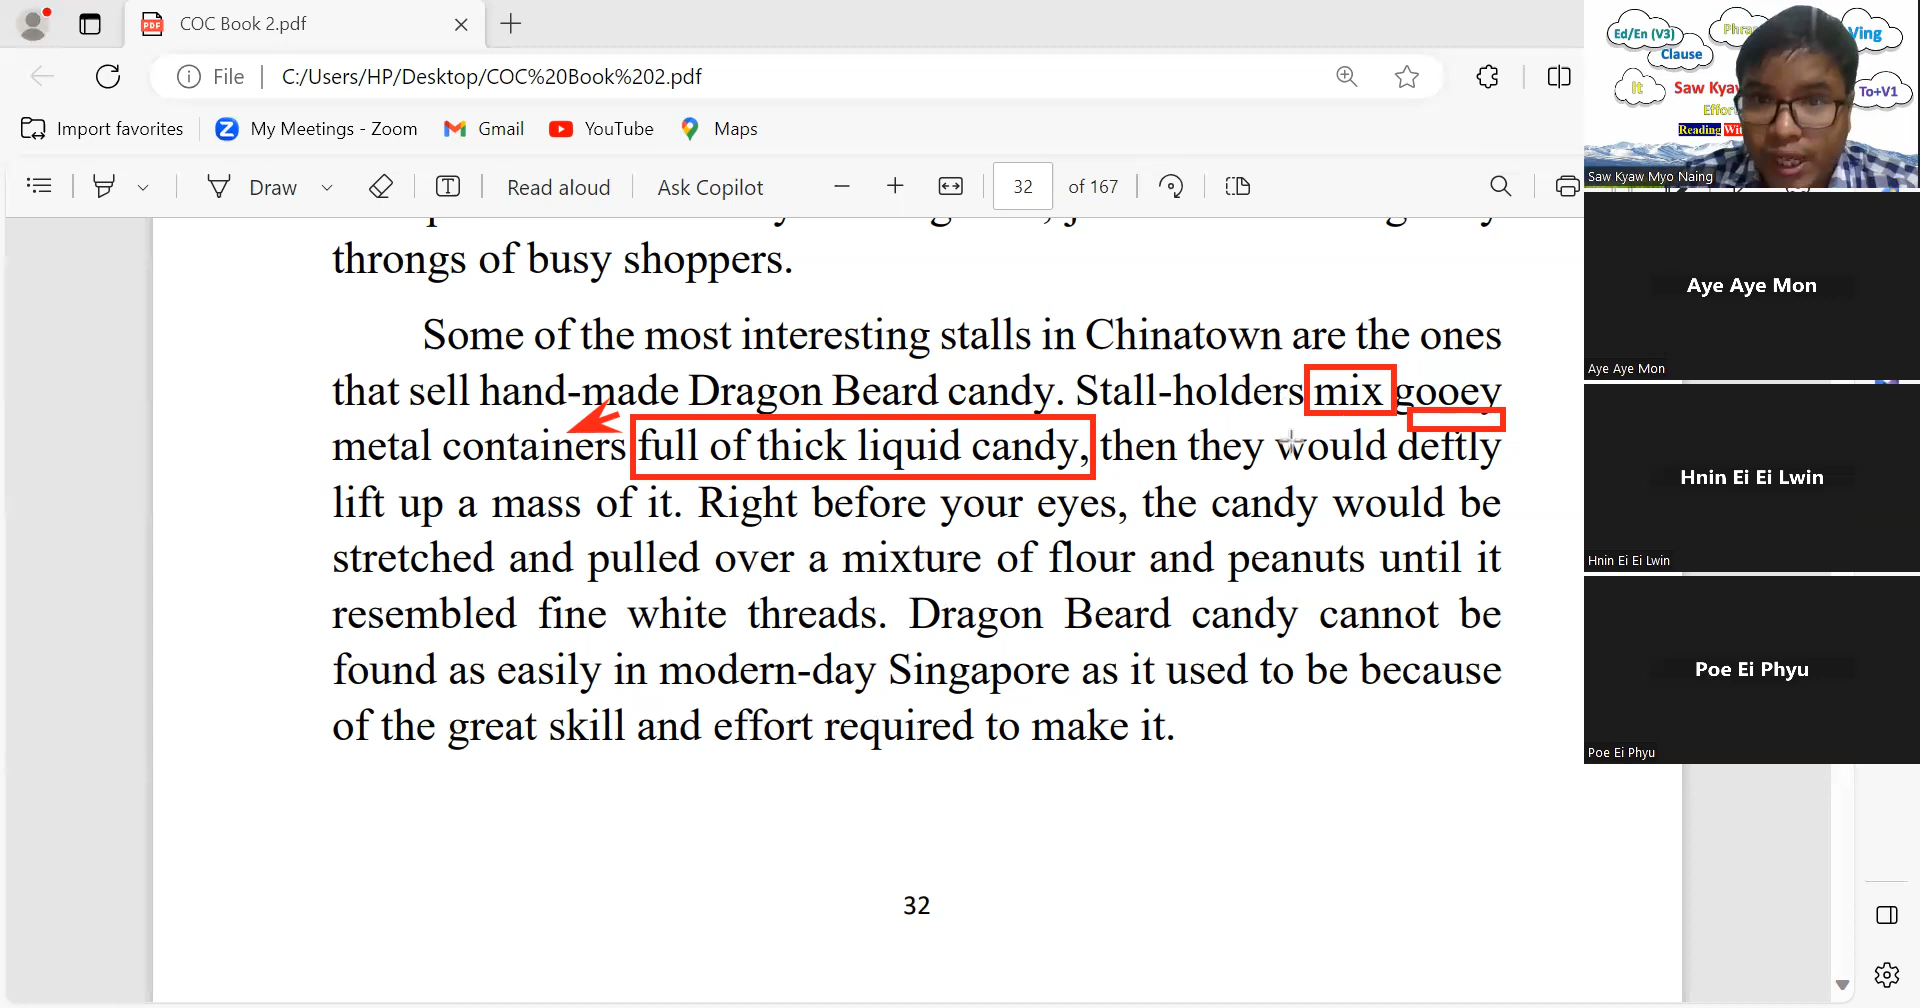 COC Book 2.pdf
File
C:/Users/HP/Desktop/COC%20Book%202.pdf
Import favorites
My Meetings - Zoom
Gmail
YouTube
Maps
Draw
Read aloud
Ask Copilot
32
of 167
throngs of busy shoppers.
Some of the most interesting stalls in Chinatown are the ones
that sell hand-made Dragon Beard candy. Stall-holders mix gooey
metal containers full of thick liquid candy, then they would deftly
lift up a mass of it. Right before your eyes, the candy would be
stretched and pulled over a mixture of flour and peanuts until it
resembled fine white threads. Dragon Beard candy cannot be
found as easily in modern-day Singapore as it used to be because
of the great skill and effort required to make it.
32
Ed/En (V3)
Ving
Clause
It
Saw
To+V1
Reading
Saw Kyaw Myo Naing
Aye Aye Mon
Aye Aye Mon
Hnin Ei Ei Lwin
Hnin Ei Ei Lwin
Poe Ei Phyu
Poe Ei Phyu